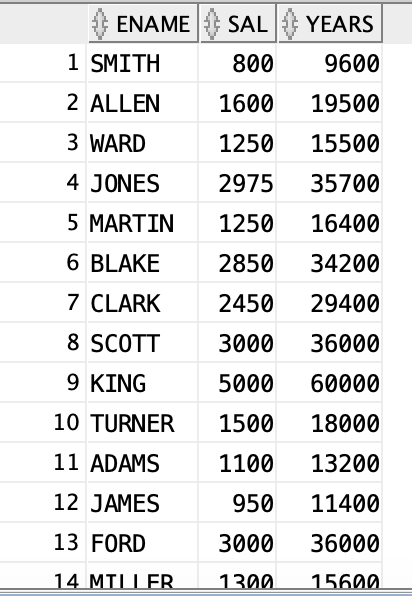 ENAME SAL YEARS
1 SMITH 800 9600
2 ALLEN 1600 19500
3 WARD 1250 15500
4 JONES 2975 35700
5 MARTIN 1250 16400
6 BLAKE 2850 34200
7 CLARK 2450 29400
8 SCOTT 3000 36000
9 KING 5000 60000
10 TURNER 1500 18000
11 ADAMS 1100 13200
12 JAMES 950 11400
13 FORD 3000 36000
14 MILLER 1300 15600